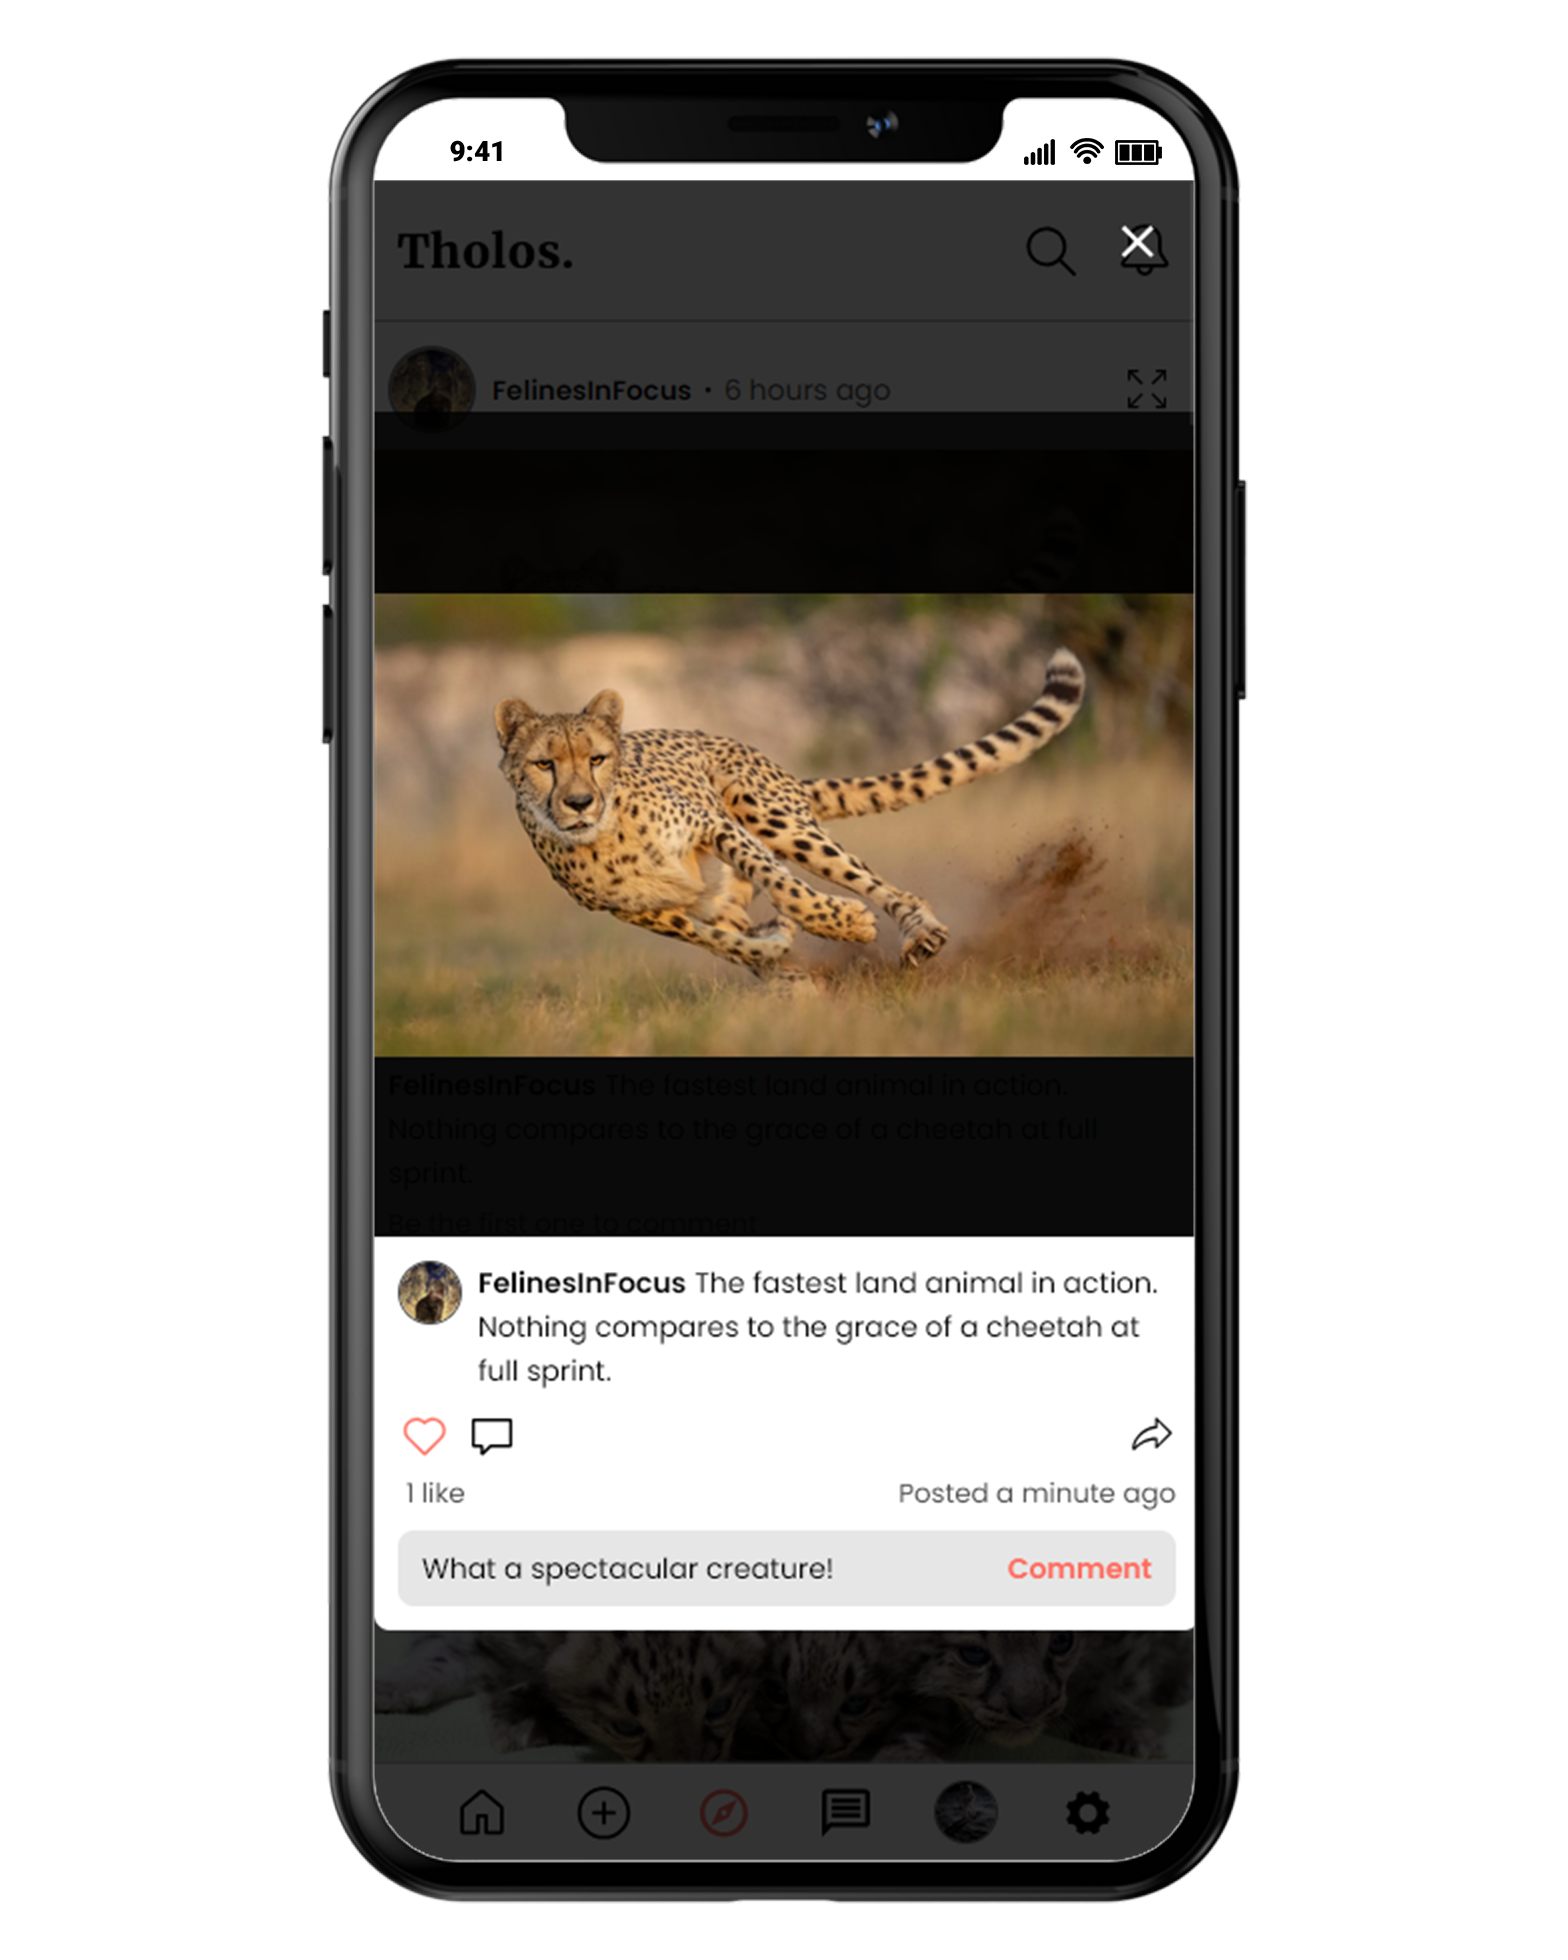 9:41
Tholos.
FelinesInFocus · 6 hours ago
FelinesInFocus The fastest land animal in action.
Nothing compares to the grace of a cheetah at full
sprint.
Be the first one to comment
FelinesInFocus The fastest land animal in action.
Nothing compares to the grace of a cheetah at
full sprint.
1 like
Posted a minute ago
What a spectacular creature!
Comment